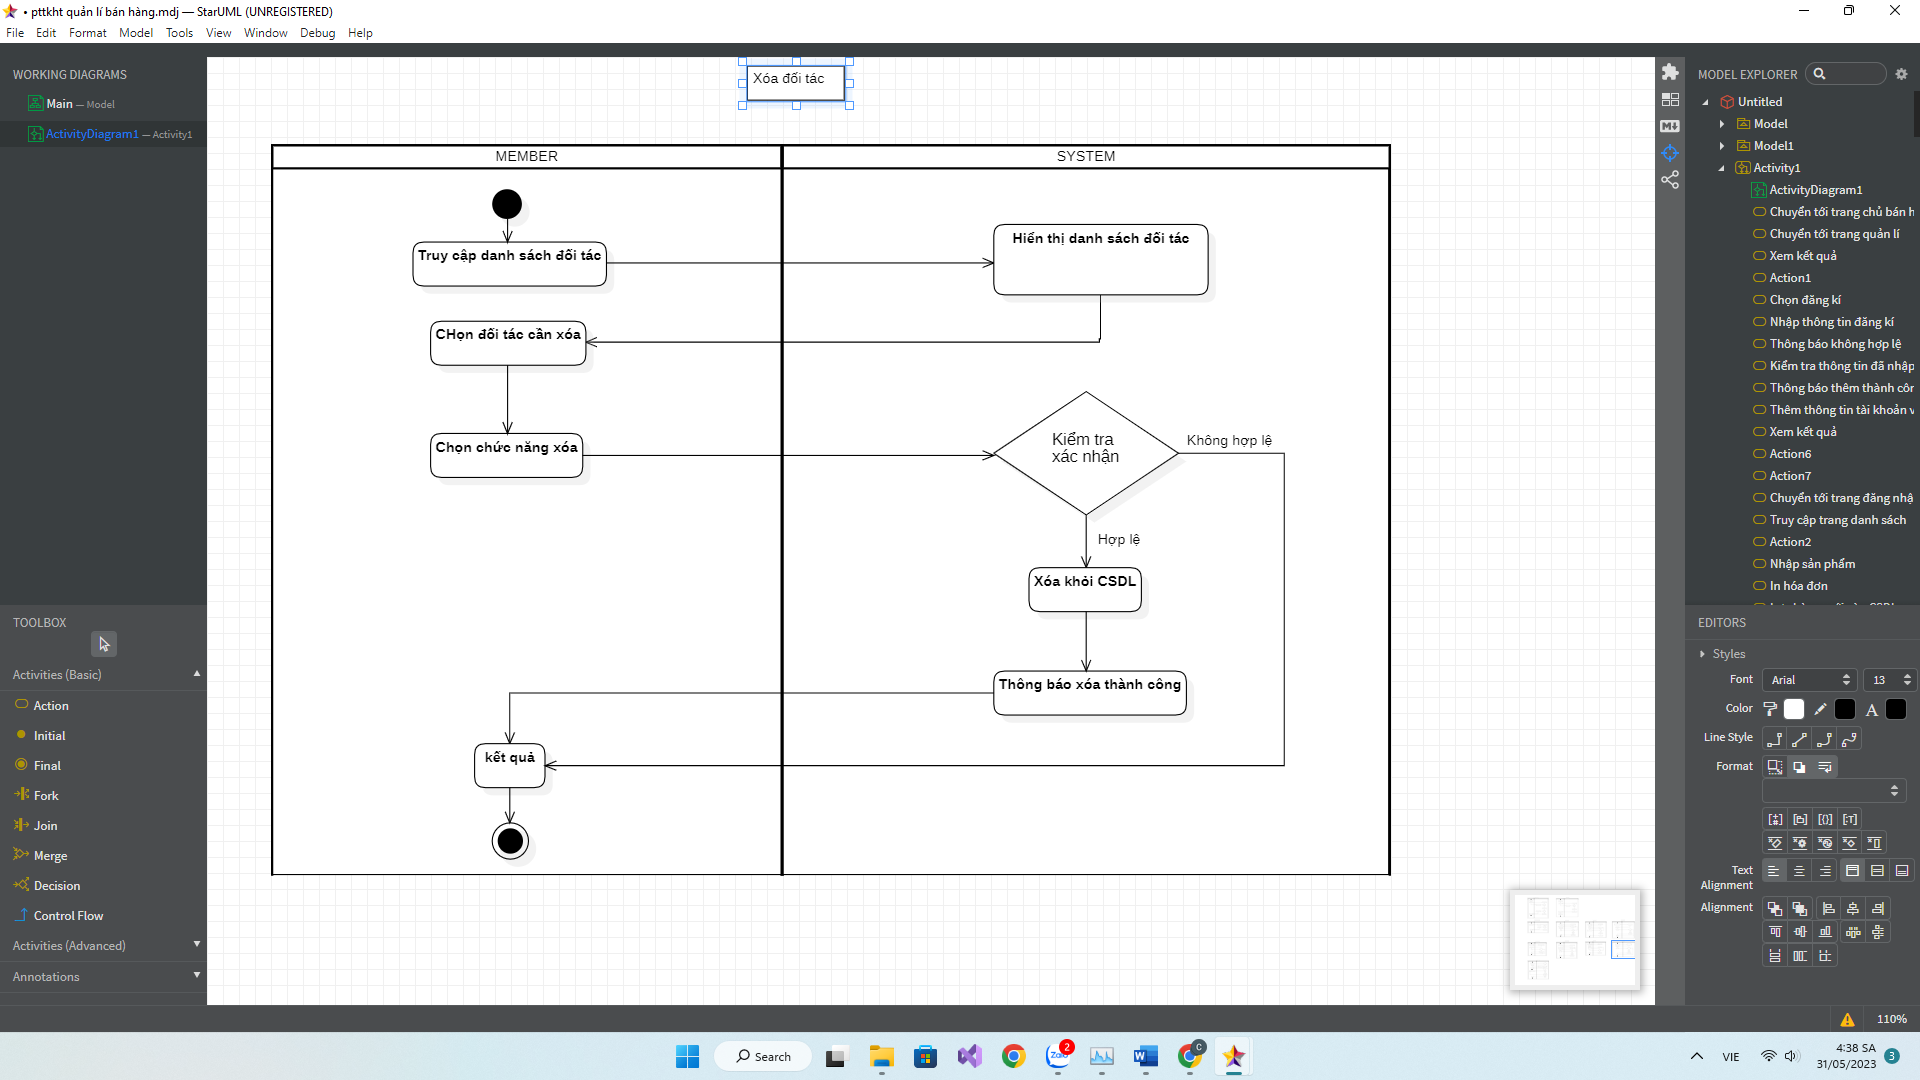 • pttkht quản lí bán hàng.mdj — StarUML (UNREGISTERED)
File Edit Format Model Tools View Window Debug Help
WORKING DIAGRAMS
Main — Model
ActivityDiagram1 — Activity1
TOOLBOX
Activities (Basic)
Action
Initial
Final
Fork
Join
Merge
Decision
Control Flow
Activities (Advanced)
Annotations
Xóa đối tác
MEMBER
SYSTEM
Truy cập danh sách đối tác
Hiển thị danh sách đối tác
CHọn đối tác cần xóa
Chọn chức năng xóa
Kiểm tra
xác nhận
Không hợp lệ
Hợp lệ
Xóa khỏi CSDL
Thông báo xóa thành công
kết quả
MODEL EXPLORER
Untitled
Model
Model1
Activity1
ActivityDiagram1
Chuyển tới trang chủ bán h
Chuyển tới trang quản lí
Xem kết quả
Action1
Chọn đăng kí
Nhập thông tin đăng kí
Thông báo không hợp lệ
Kiểm tra thông tin đã nhập
Thông báo thêm thành côn
Thêm thông tin tài khoản v
Xem kết quả
Action6
Action7
Chuyển tới trang đăng nhậ
Truy cập trang danh sách
Action2
Nhập sản phẩm
In hóa đơn
EDITORS
Styles
Font Arial 13
Color A
Line Style
Format
Text
Alignment
Alignment
110%
Search
Zalo 2
C
VIE
4:38 SA
31/05/2023
3